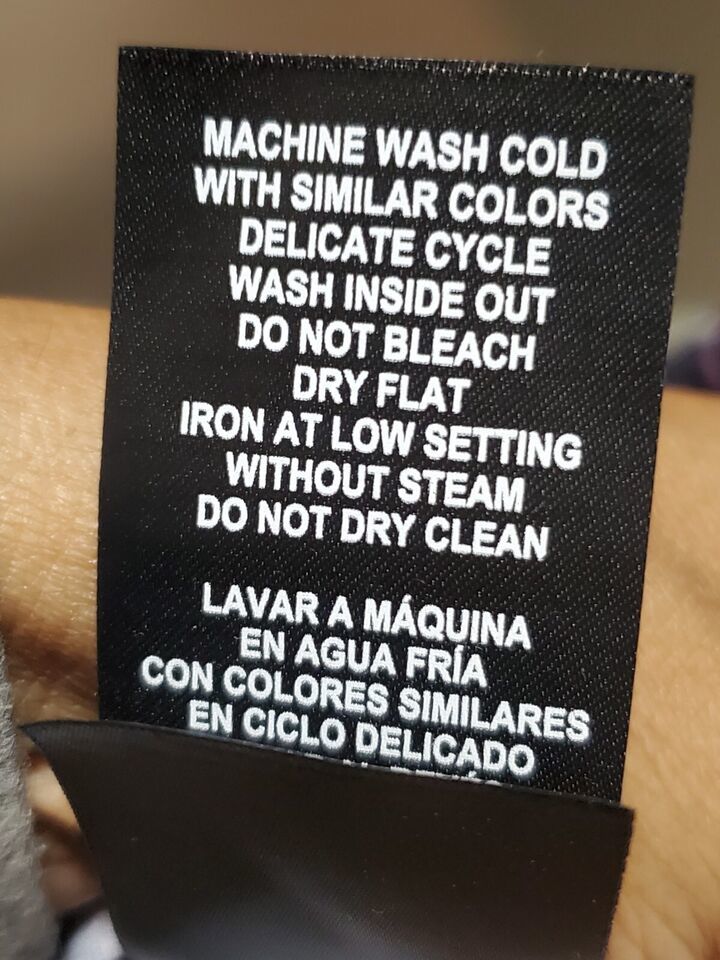 MACHINE WASH COLD
WITH SIMILAR COLORS
DELICATE CYCLE
WASH INSIDE OUT
DO NOT BLEACH
DRY FLAT
IRON AT LOW SETTING
WITHOUT STEAM
DO NOT DRY CLEAN
LAVAR A MÁQUINA
EN AGUA FRÍA
CON COLORES SIMILARES
EN CICLO DELICADO